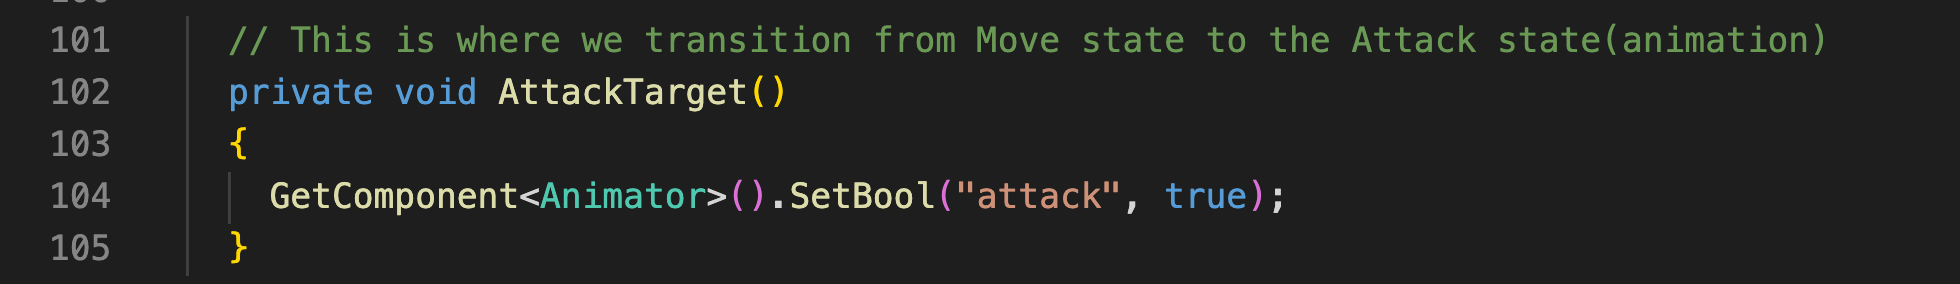 101 // This is where we transition from Move state to the Attack state(animation)
102 private void AttackTarget()
103 {
104 GetComponent<Animator>().SetBool("attack", true);
105 }